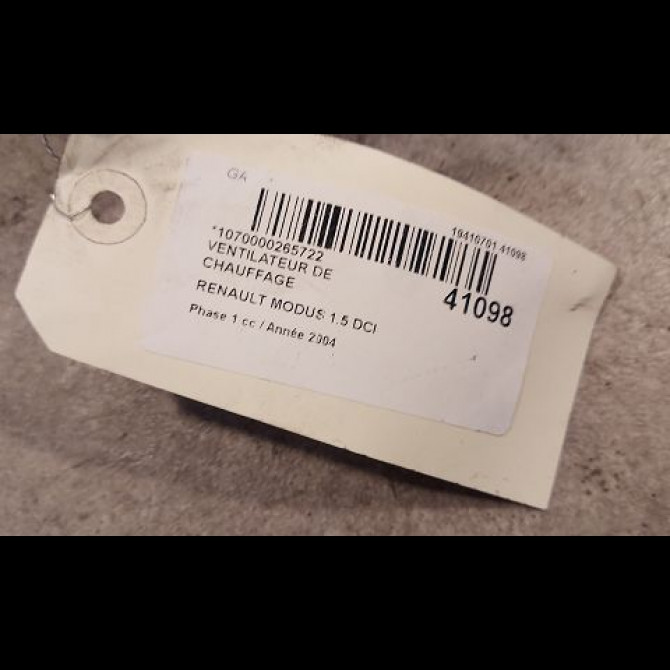 GA
19410701 41098
*1070000265722
VENTILATEUR DE
CHAUFFAGE
41098
RENAULT MODUS 1.5 DCI
Phase 1 cc / Année 2004